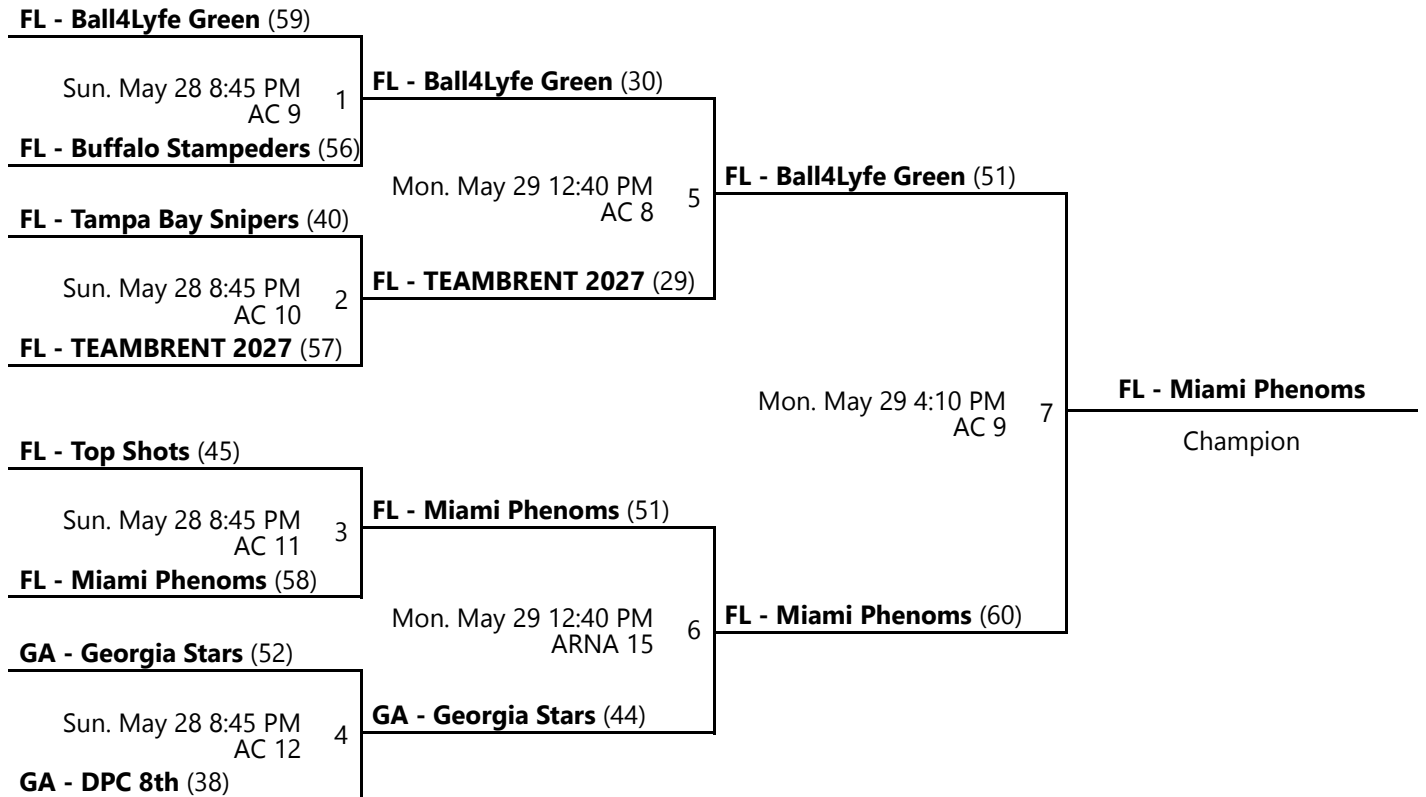 FL - Ball4Lyfe Green (59)
Sun. May 28 8:45 PM
AC 9
1
FL - Buffalo Stampeders (56)
FL - Tampa Bay Snipers (40)
Sun. May 28 8:45 PM
AC 10
2
FL - TEAMBRENT 2027 (57)
FL - Top Shots (45)
Sun. May 28 8:45 PM
AC 11
3
FL - Miami Phenoms (58)
GA - Georgia Stars (52)
Sun. May 28 8:45 PM
AC 12
4
GA - DPC 8th (38)
FL - Ball4Lyfe Green (30)
Mon. May 29 12:40 PM
AC 8
5
FL - TEAMBRENT 2027 (29)
FL - Miami Phenoms (51)
Mon. May 29 12:40 PM
ARNA 15
6
GA - Georgia Stars (44)
FL - Ball4Lyfe Green (51)
Mon. May 29 4:10 PM
AC 9
7
FL - Miami Phenoms (60)
FL - Miami Phenoms
Champion